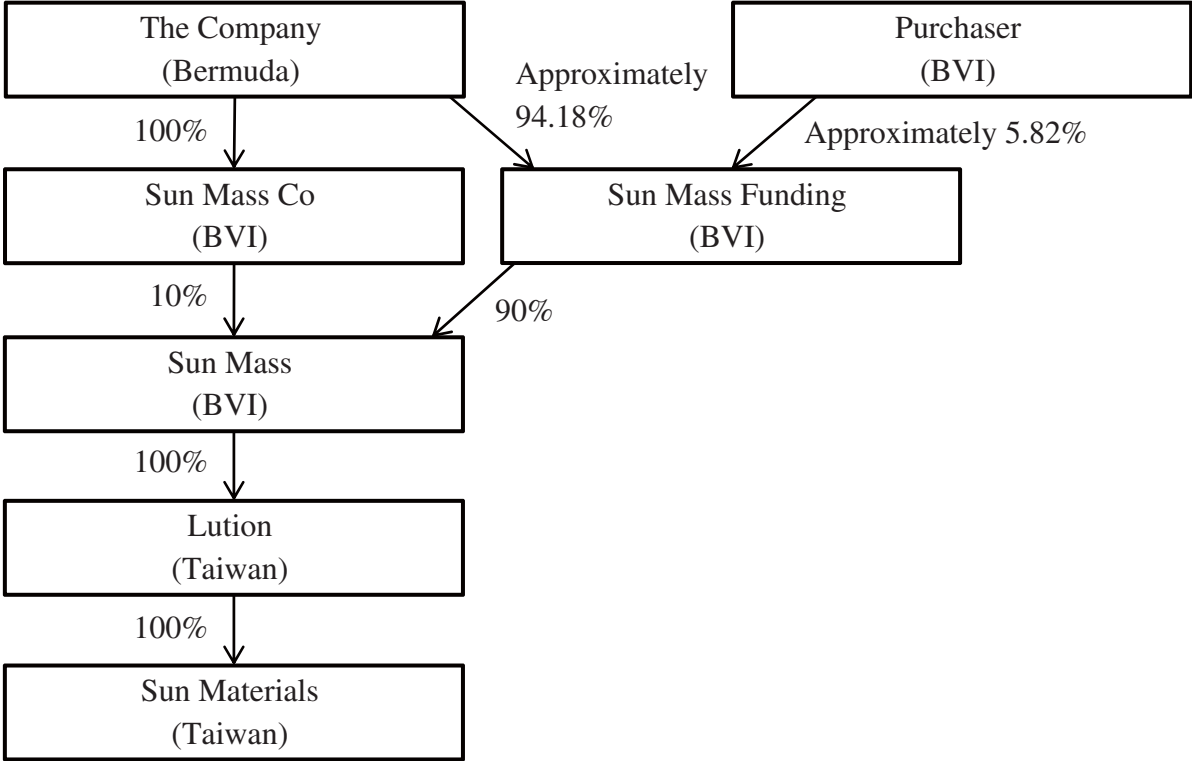 The Company
(Bermuda)
Purchaser
(BVI)
Approximately
94.18%
100%
Approximately 5.82%
Sun Mass Co
(BVI)
Sun Mass Funding
(BVI)
10%
90%
Sun Mass
(BVI)
100%
Lution
(Taiwan)
100%
Sun Materials
(Taiwan)